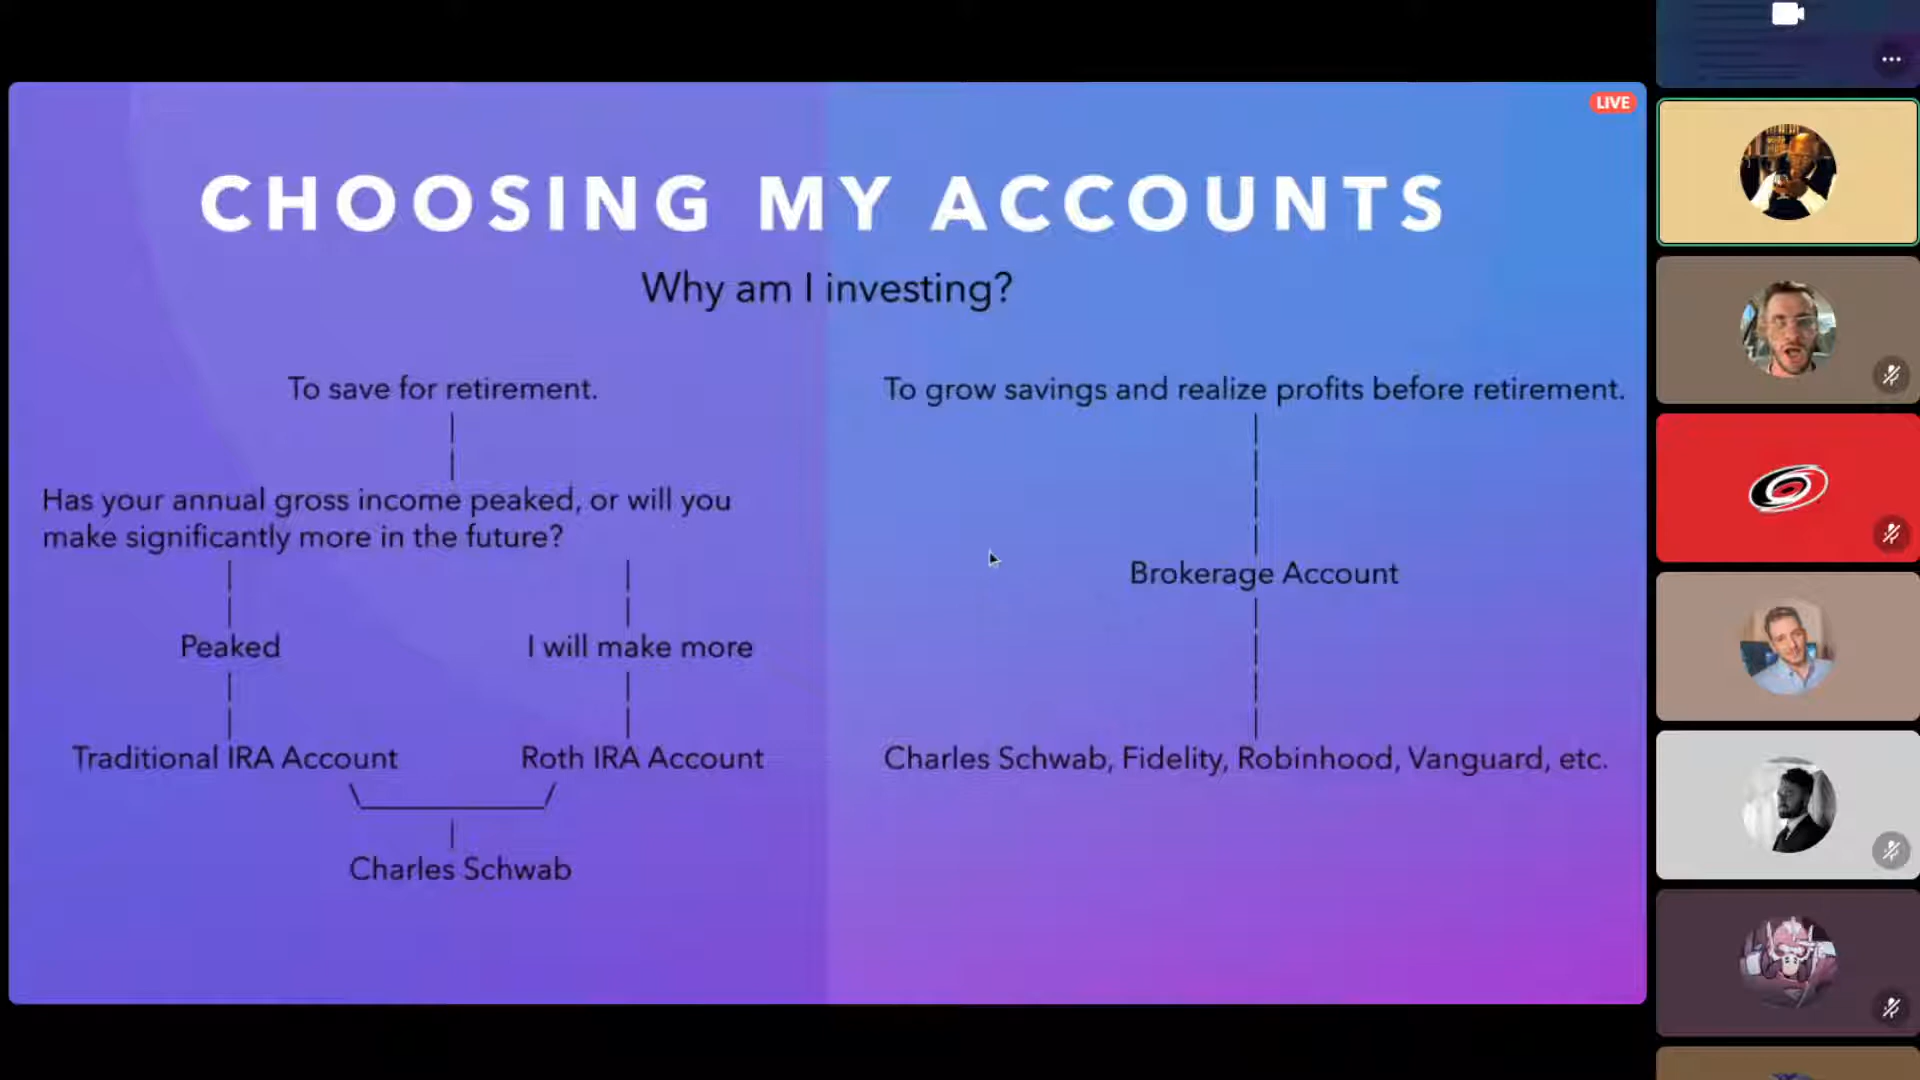 LIVE
CHOOSING MY ACCOUNTS
Why am I investing?
To save for retirement.
To grow savings and realize profits before retirement.
Has your annual gross income peaked, or will you
make significantly more in the future?
Brokerage Account
Peaked
I will make more
Traditional IRA Account
Roth IRA Account
Charles Schwab, Fidelity, Robinhood, Vanguard, etc.
Charles Schwab